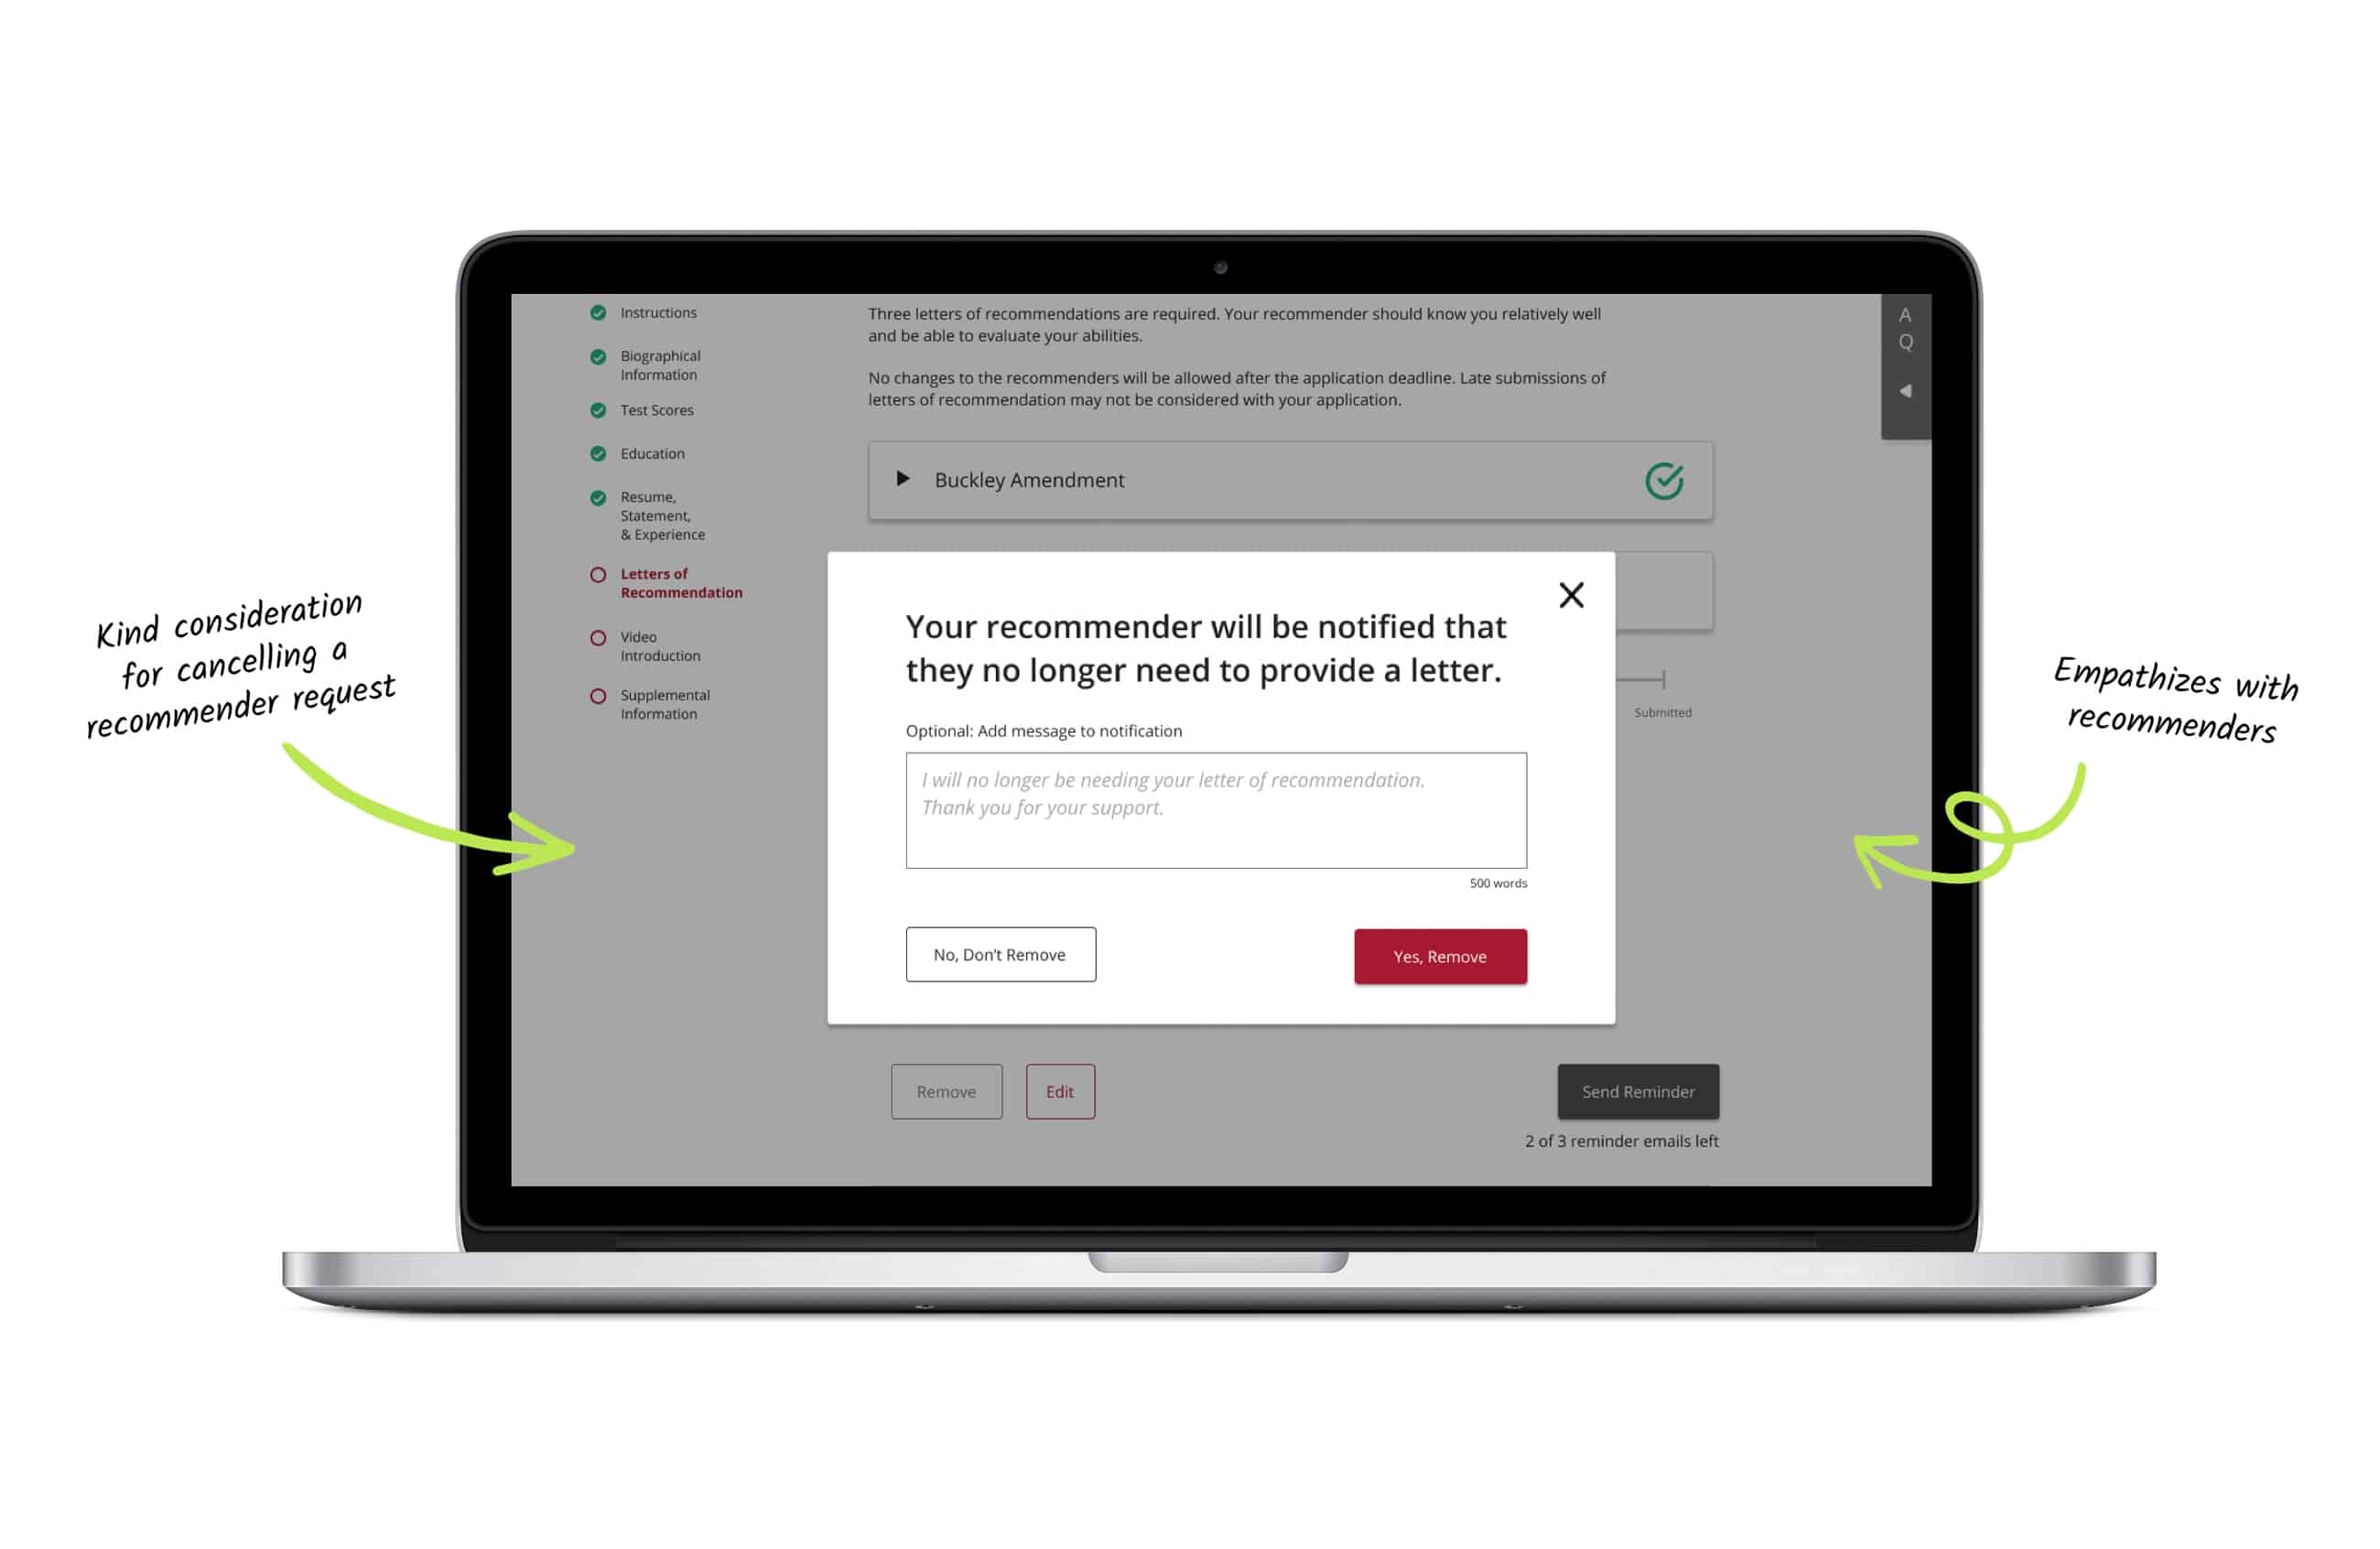 Instructions
Biographical
Information
Test Scores
Education
Resume,
Statement,
& Experience
Letters of
Recommendation
Video
Introduction
Supplemental
Information
Three letters of recommendations are required. Your recommender should know you relatively well
and be able to evaluate your abilities.
No changes to the recommenders will be allowed after the application deadline. Late submissions of
letters of recommendation may not be considered with your application.
A
Q
Buckley Amendment
Your recommender will be notified that
they no longer need to provide a letter.
Optional: Add message to notification
I will no longer be needing your letter of recommendation.
Thank you for your support.
500 words
No, Don't Remove
Yes, Remove
Submitted
Remove
Edit
Send Reminder
2 of 3 reminder emails left
Kind consideration
for cancelling a
recommender request
Empathizes with
recommenders